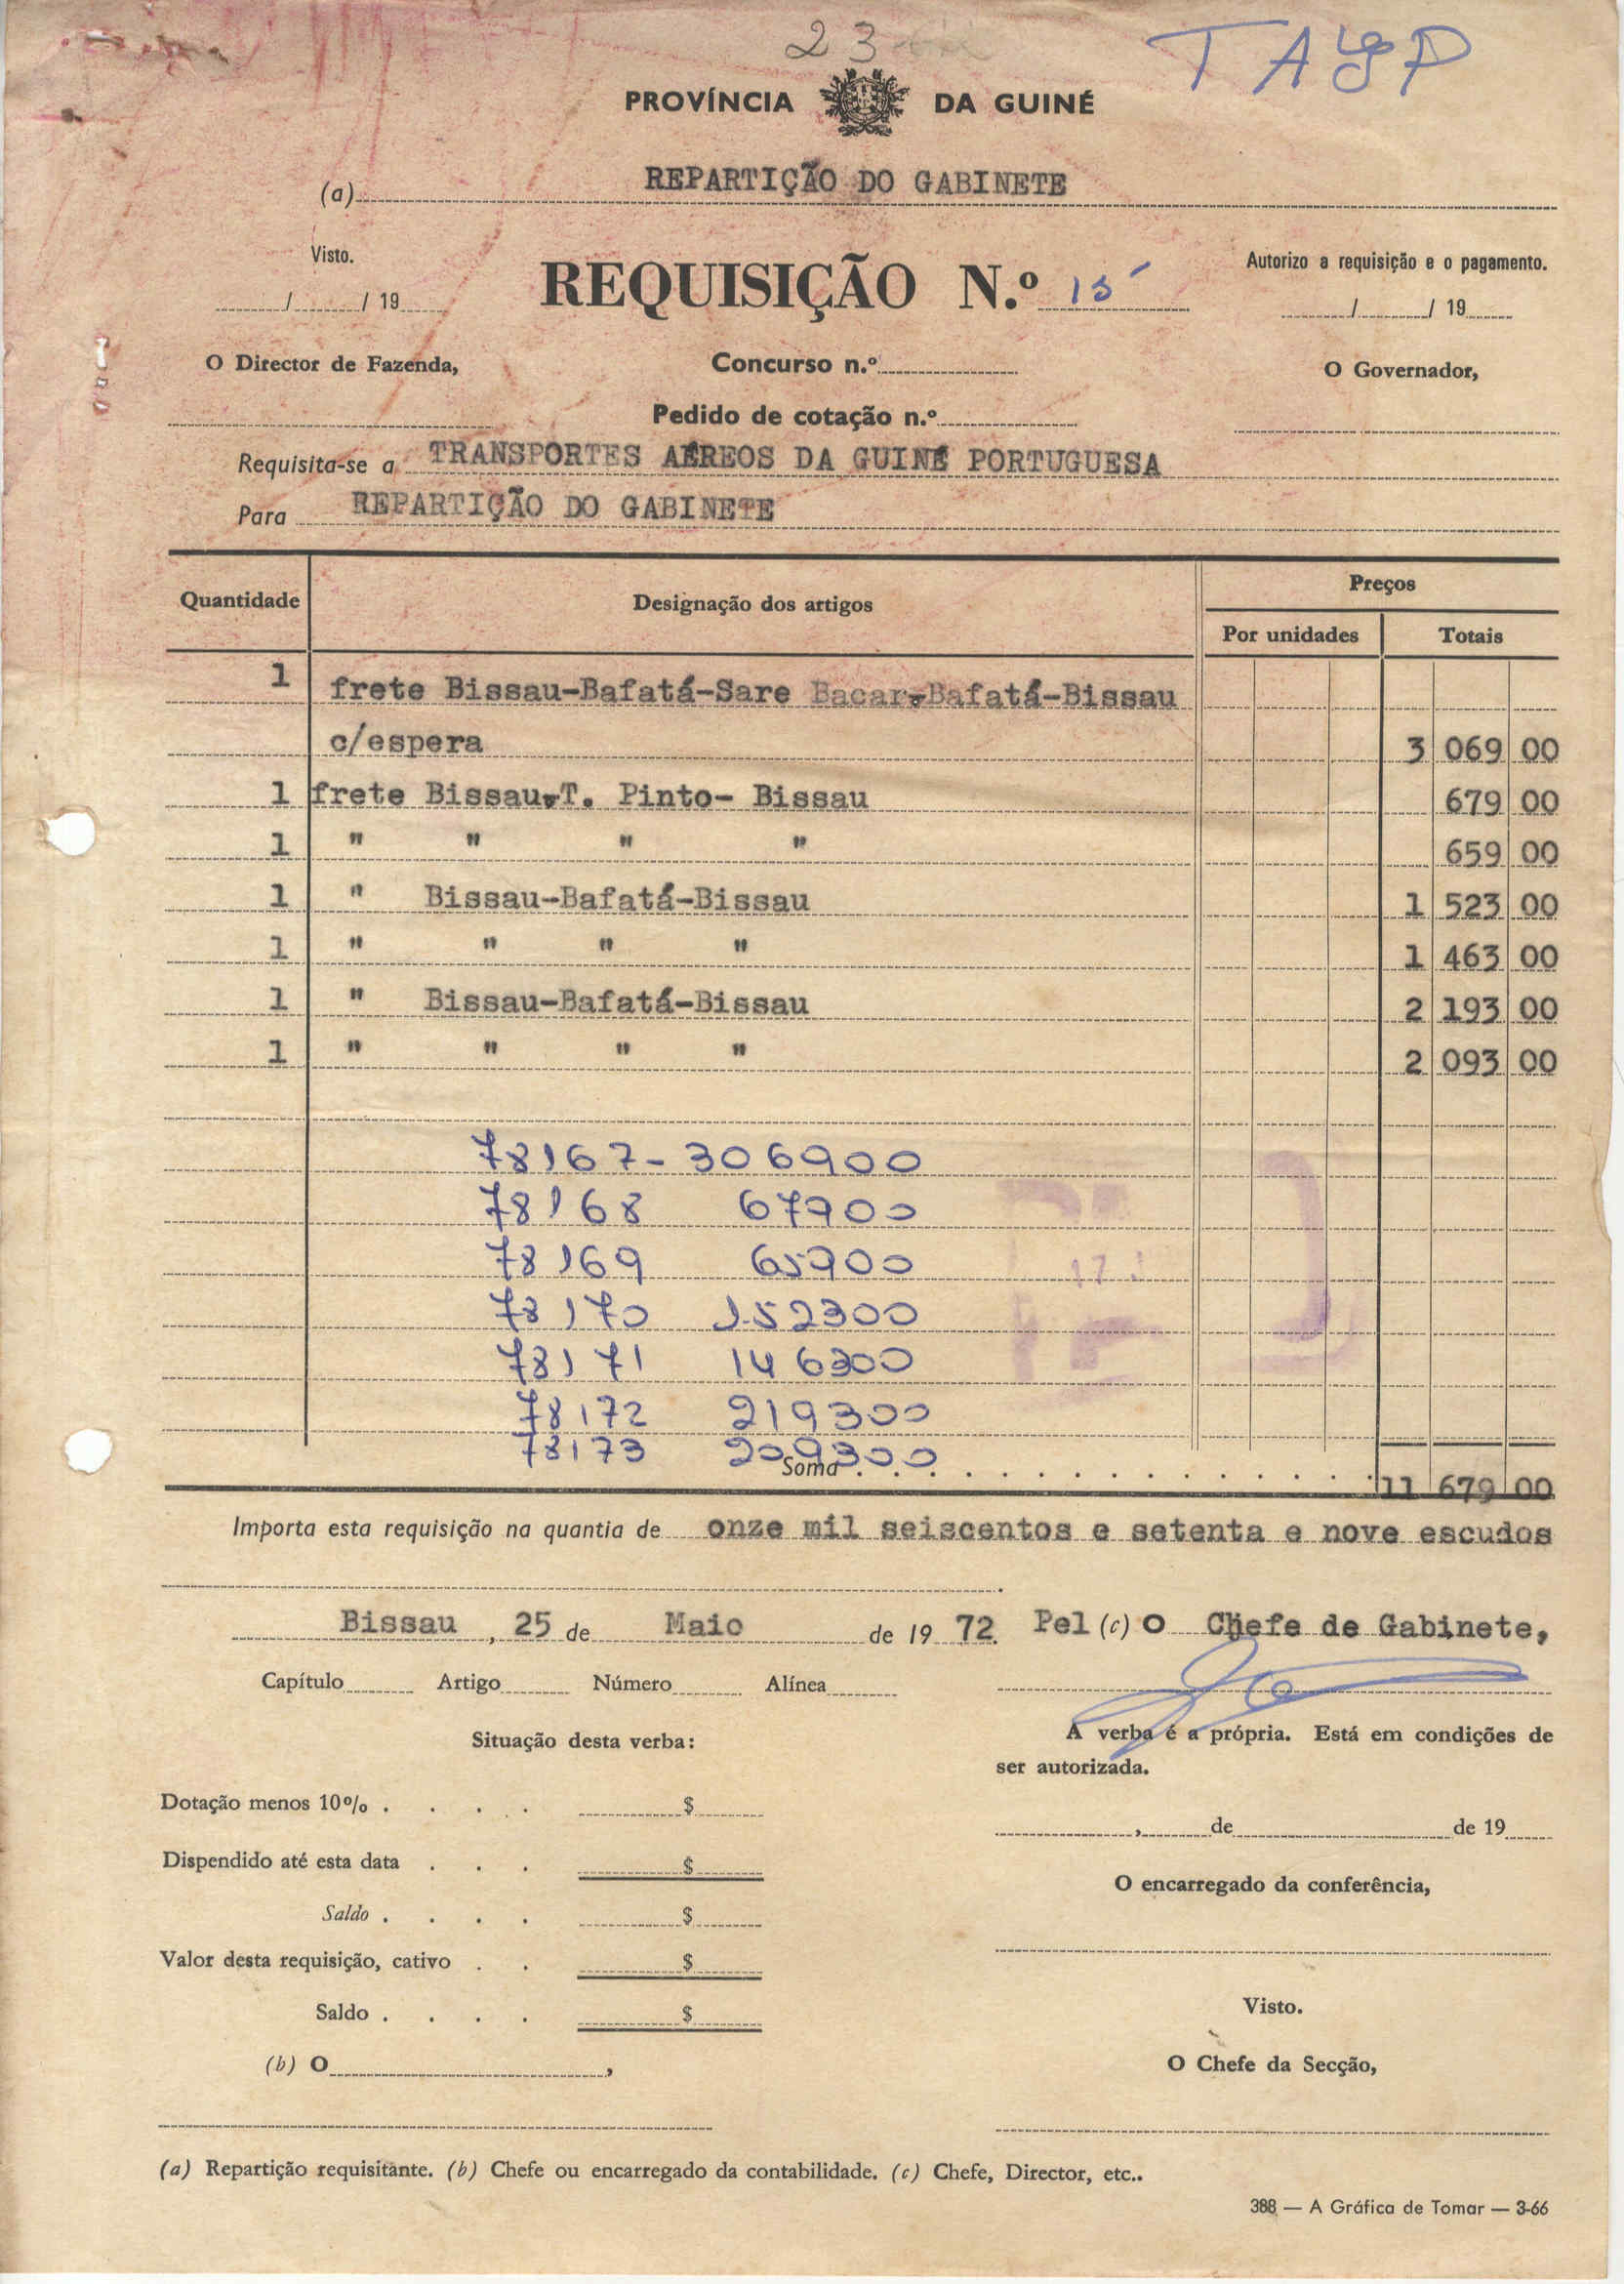 23
TAGP
PROVÍNCIA DA GUINÉ
(a) REPARTIÇÃO DO GABINETE
Visto.
/ / 19
REQUISIÇÃO N.º 15
Autorizo a requisição e o pagamento.
/ / 19
O Director de Fazenda,
Concurso n.º
O Governador,
Pedido de cotação n.º
Requisita-se a TRANSPORTES AÉREOS DA GUINÉ PORTUGUESA
Para REPARTIÇÃO DO GABINETE
Quantidade Designação dos artigos Preços
Por unidades Totais
1 frete Bissau-Bafatá-Sare Bacar-Bafatá-Bissau
c/espera 3 069 00
1 frete Bissau-T. Pinto- Bissau 679 00
1 " " " " 659 00
1 " Bissau-Bafatá-Bissau 1 523 00
1 " " " " 1 463 00
1 " Bissau-Bafatá-Bissau 2 193 00
1 " " " " 2 093 00
78167- 306900
78168 67900
78169 65900
78170 152300
78171 146300
78172 219300
78173 209300
Soma . . . . . . . . . . . . . . . 11 679 00
Importa esta requisição na quantia de onze mil seiscentos e setenta e nove escudos
Bissau, 25 de Maio de 1972. Pel (c) O Chefe de Gabinete,
Capítulo Artigo Número Alínea
Situação desta verba:
A verba é a própria. Está em condições de
ser autorizada.
Dotação menos 10% . . . . $
, de de 19
Dispendido até esta data . . . $
O encarregado da conferência,
Saldo . . . . $
Valor desta requisição, cativo . . $
Visto.
Saldo . . . . $
(b) O ,
O Chefe da Secção,
(a) Repartição requisitante. (b) Chefe ou encarregado da contabilidade. (c) Chefe, Director, etc..
388 — A Gráfica de Tomar — 3-66